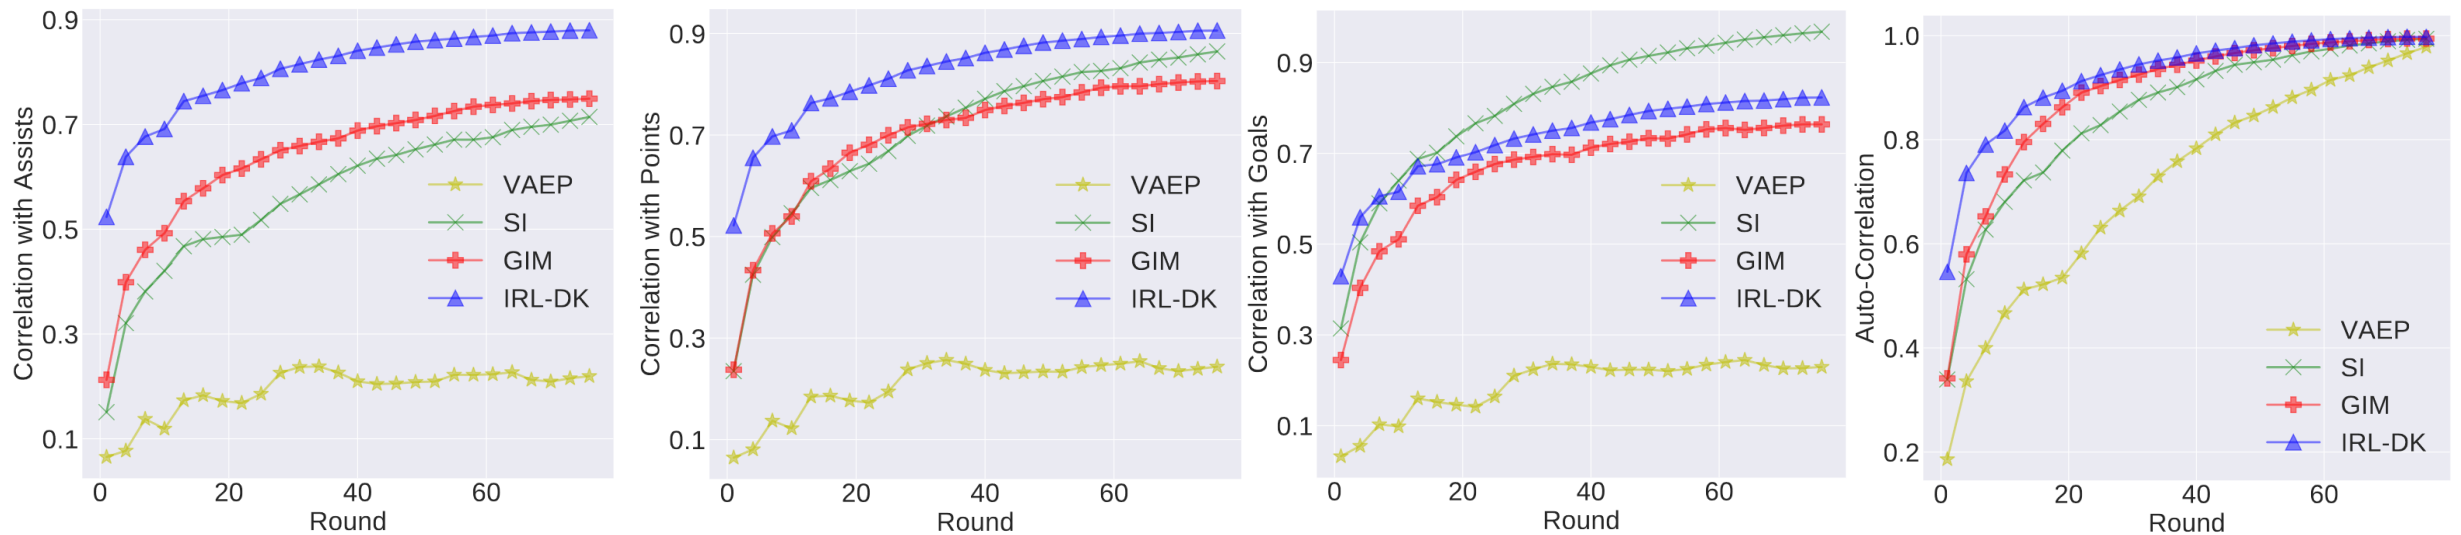 Correlation with Assists
0.9
0.7
0.5
0.3
0.1
0 20 40 60
Round
VAEP
SI
GIM
IRL-DK
Correlation with Points
0.9
0.7
0.5
0.3
0.1
0 20 40 60
Round
VAEP
SI
GIM
IRL-DK
Correlation with Goals
0.9
0.7
0.5
0.3
0.1
0 20 40 60
Round
VAEP
SI
GIM
IRL-DK
Auto-Correlation
1.0
0.8
0.6
0.4
0.2
0 20 40 60
Round
VAEP
SI
GIM
IRL-DK